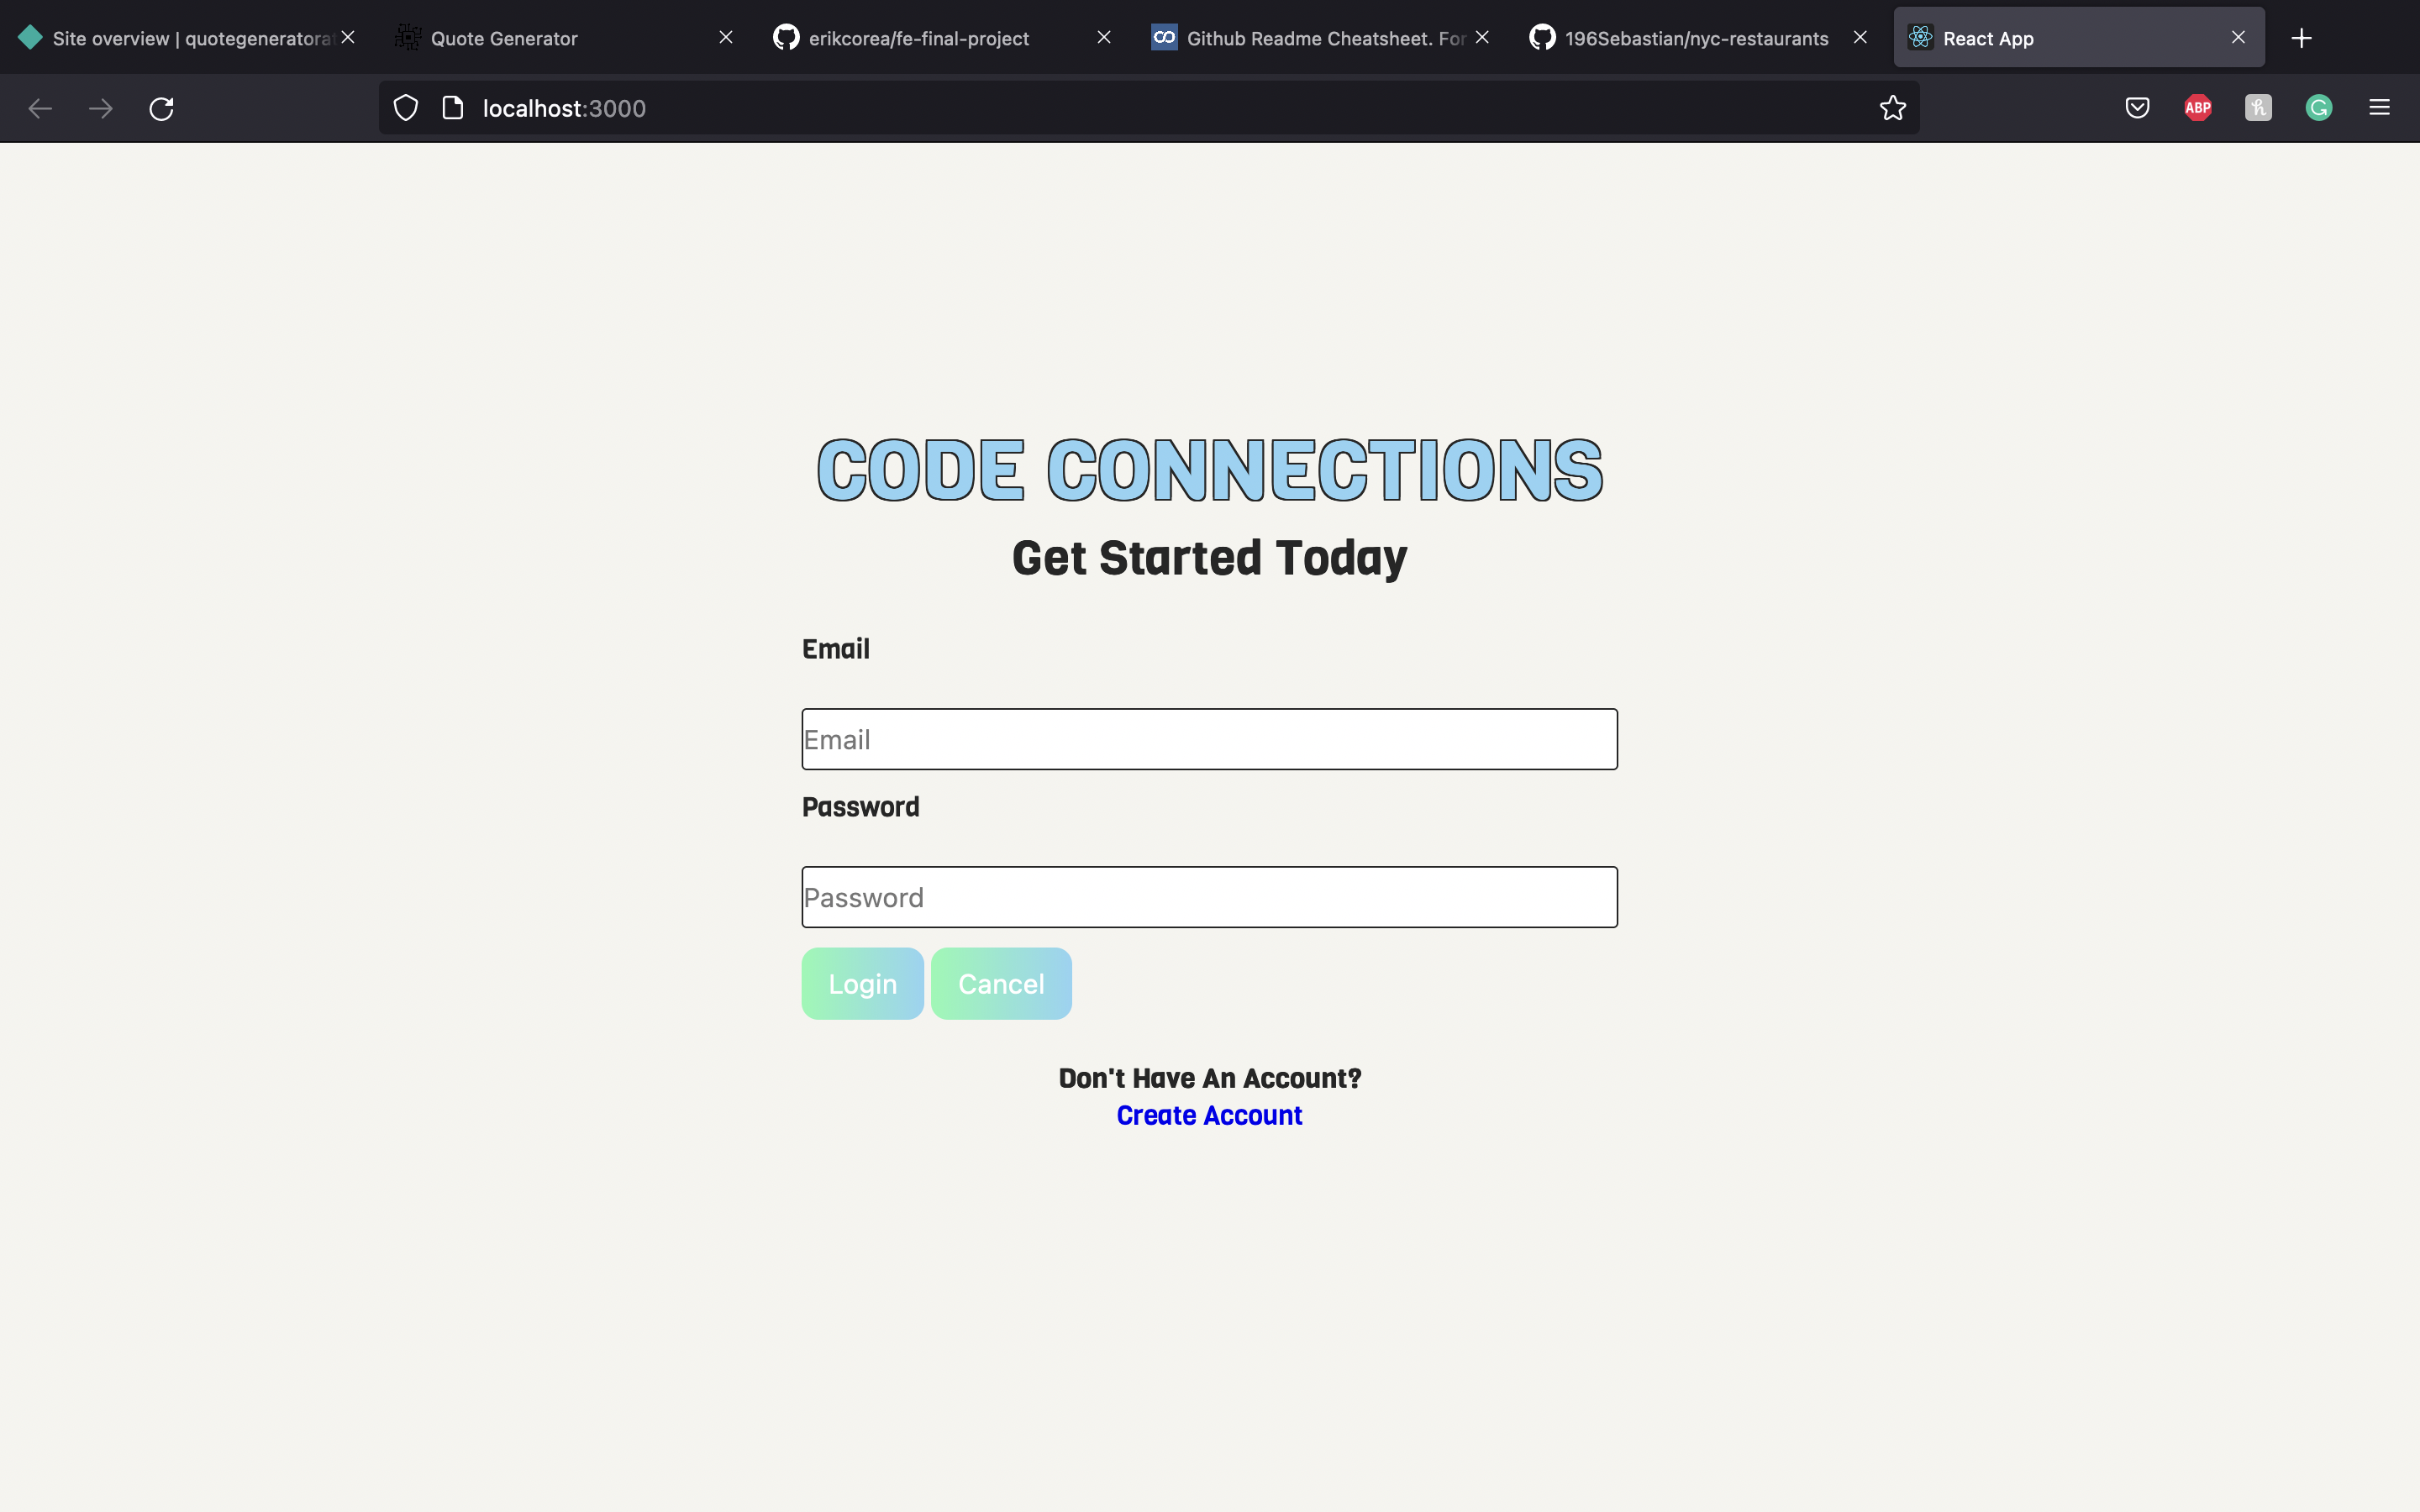 Site overview | quotegeneratora
Quote Generator
erikcorea/fe-final-project
Github Readme Cheatsheet. For
196Sebastian/nyc-restaurants
React App
localhost:3000
ABP
CODE CONNECTIONS
Get Started Today
Email
Email
Password
Password
Login Cancel
Don't Have An Account?
Create Account